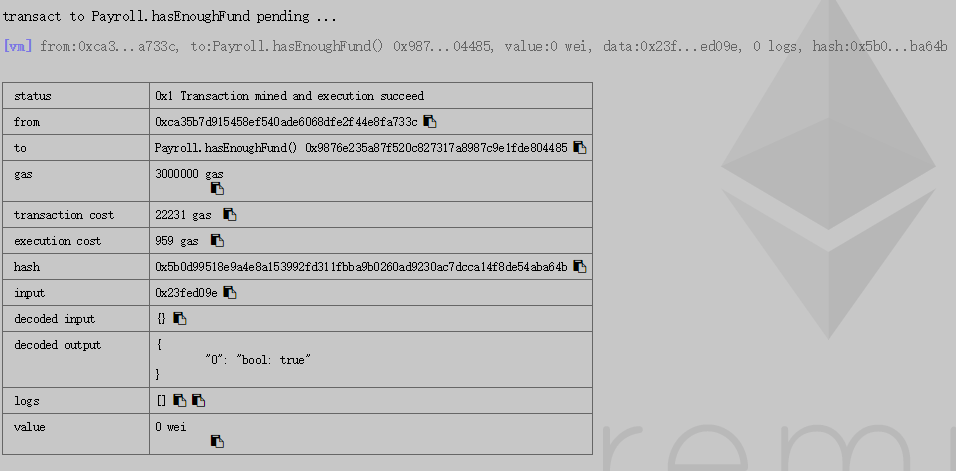 transact to Payroll.hasEnoughFund pending ...
[vm] from:0xca3...a733c, to:Payroll.hasEnoughFund() 0x987...04485, value:0 wei, data:0x23f...ed09e, 0 logs, hash:0x5b0...ba64b
status 0x1 Transaction mined and execution succeed
from 0xca35b7d915458ef540ade6068dfe2f44e8fa733c
to Payroll.hasEnoughFund() 0x9876e235a87f520c827317a8987c9e1fde804485
gas 3000000 gas
transaction cost 22231 gas
execution cost 959 gas
hash 0x5b0d99518e9a4e8a153992fd311fbba9b0260ad9230ac7dcca14f8de54aba64b
input 0x23fed09e
decoded input {}
decoded output {
"0": "bool: true"
}
logs []
value 0 wei
rem